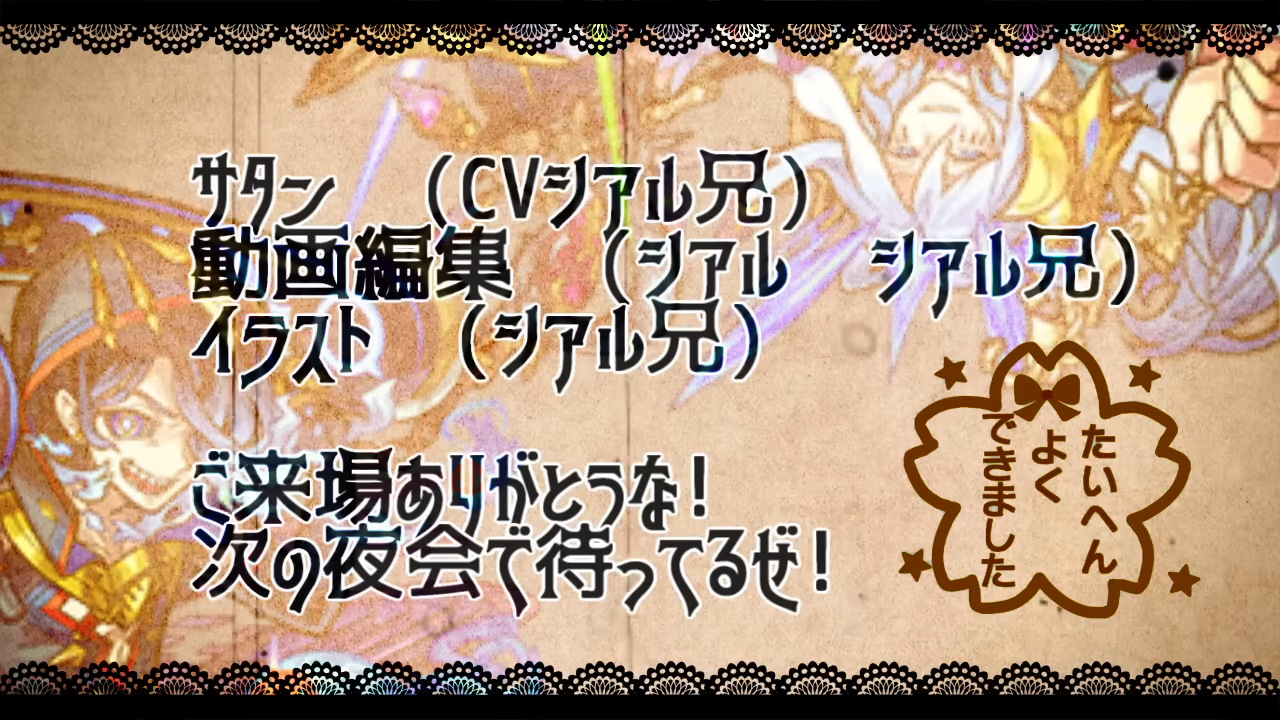 サタン　（CVシアル兄）
動画編集　（シアル　シアル兄）
イラスト　（シアル兄）
ご来場ありがとうな！
次の夜会で待ってるぜ！
たいへん
よく
できました